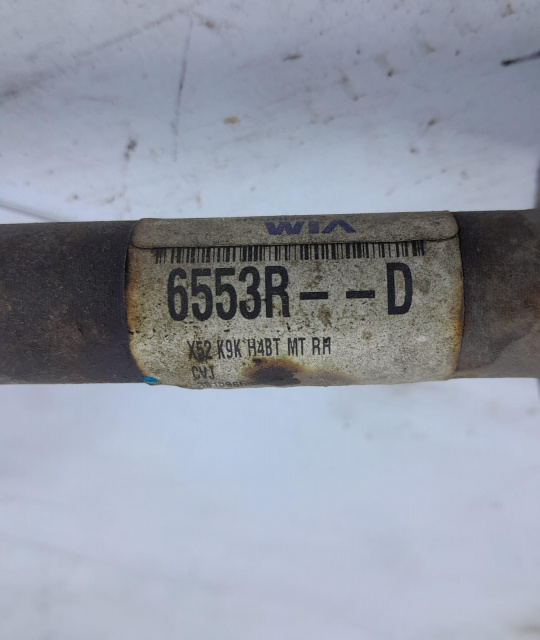 WIA
6553R--D
X52 K9K H4BT MT RH
CVJ